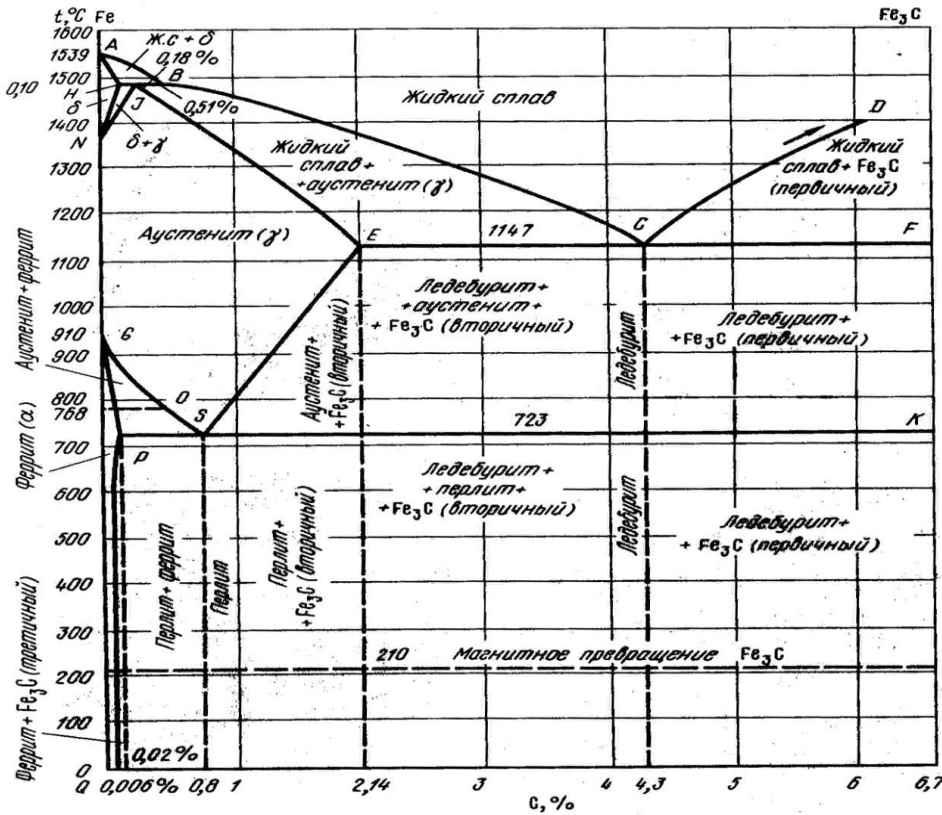 t,°C Fe
Fe₃C
1600
A
Ж.с + δ
1539
0,18%
1500
B
0,10
H
0,51%
Жидкий сплав
D
δ
J
1400
N
δ+γ
Жидкий
сплав+
+аустенит (γ)
Жидкий
сплав+Fe₃C
(первичный)
1300
1200
Аустенит (γ)
E
1147
C
F
1100
Аустенит+феррит
Ледебурит+
+аустенит+
+Fe₃C (вторичный)
Ледебурит+
+Fe₃C (первичный)
1000
910
G
900
Аустенит+
+Fe₃C (вторичный)
Ледебурит
800
768
O
S
723
K
700
Феррит (α)
P
Ледебурит+
+перлит+
+Fe₃C (вторичный)
Ледебурит+
+Fe₃C (первичный)
600
500
Перлит+феррит
Перлит
Перлит+
+Fe₃C (вторичный)
Ледебурит
400
300
Феррит+Fe₃C (третичный)
210 Магнитное превращение Fe₃C
200
100
0,02%
0
Q 0,006% 0,8 1 2,14 3 4 4,3 5 6 6,7
C,%